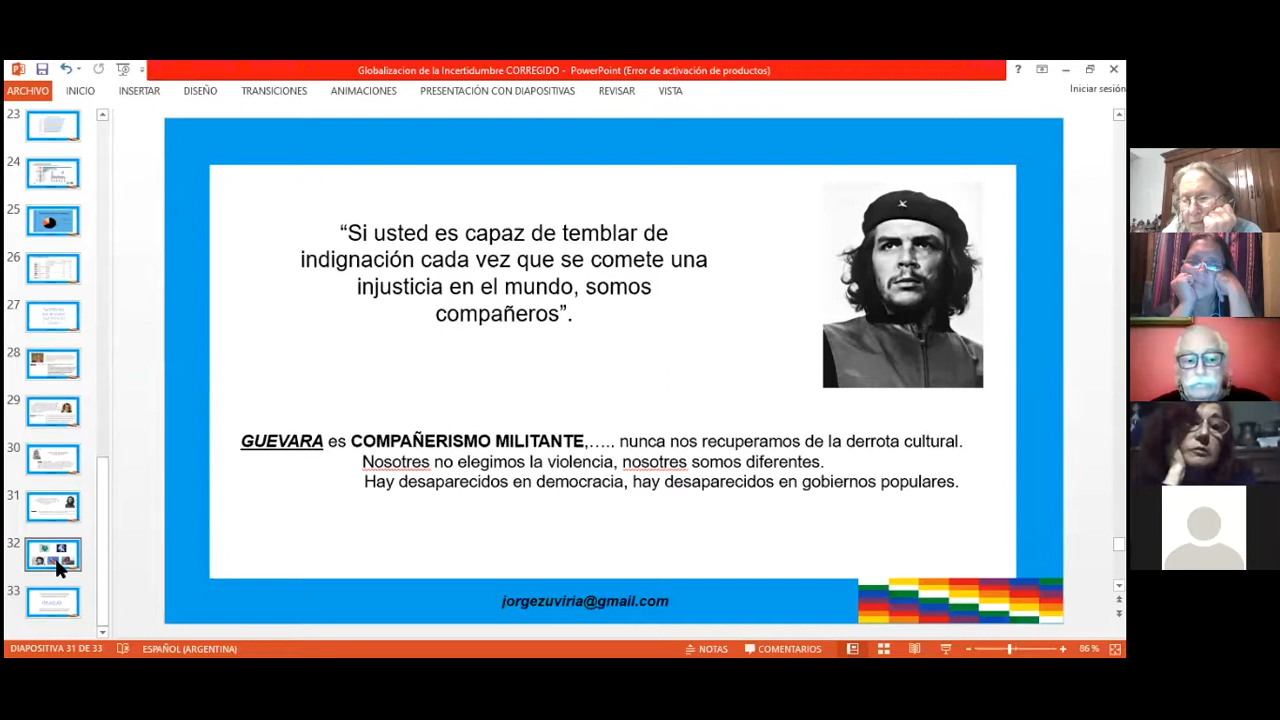 Globalizacion de la Incertidumbre CORREGIDO - PowerPoint (Error de activación de productos)
ARCHIVO INICIO INSERTAR DISEÑO TRANSICIONES ANIMACIONES PRESENTACIÓN CON DIAPOSITIVAS REVISAR VISTA Iniciar sesión
23
24
25
26
27
28
29
30
31
32
33
“Si usted es capaz de temblar de
indignación cada vez que se comete una
injusticia en el mundo, somos
compañeros”.
GUEVARA es COMPAÑERISMO MILITANTE,….. nunca nos recuperamos de la derrota cultural.
Nosotres no elegimos la violencia, nosotres somos diferentes.
Hay desaparecidos en democracia, hay desaparecidos en gobiernos populares.
jorgezuviria@gmail.com
DIAPOSITIVA 31 DE 33 ESPAÑOL (ARGENTINA) NOTAS COMENTARIOS 86 %